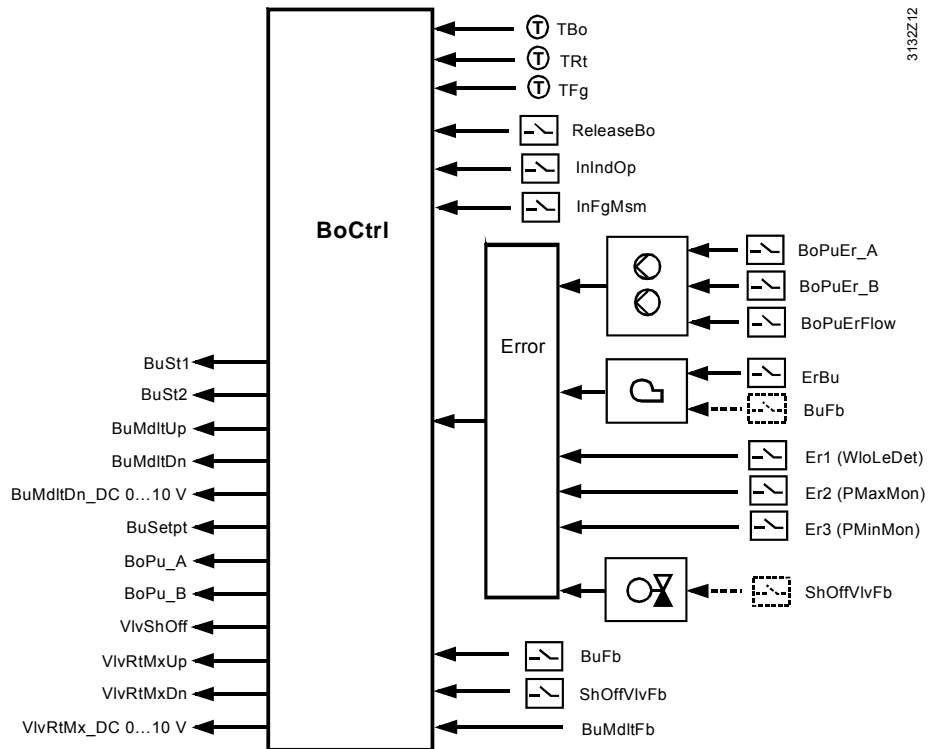 3132Z12
T TBo
T TRt
T TFg
ReleaseBo
InIndOp
InFgMsm
BoCtrl
BoPuEr_A
BoPuEr_B
BoPuErFlow
Error
ErBu
BuFb
Er1 (WloLeDet)
Er2 (PMaxMon)
Er3 (PMinMon)
ShOffVlvFb
BuSt1
BuSt2
BuMdltUp
BuMdltDn
BuMdltDn_DC 0...10 V
BuSetpt
BoPu_A
BoPu_B
VlvShOff
VlvRtMxUp
VlvRtMxDn
VlvRtMx_DC 0...10 V
BuFb
ShOffVlvFb
BuMdltFb